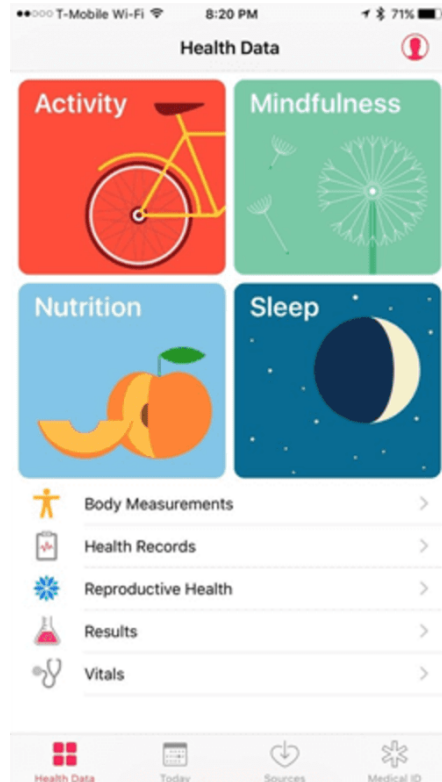 T-Mobile Wi-Fi 8:20 PM 71%
Health Data
Activity Mindfulness
Nutrition Sleep
Body Measurements
Health Records
Reproductive Health
Results
Vitals
Health Data Today Sources Medical ID